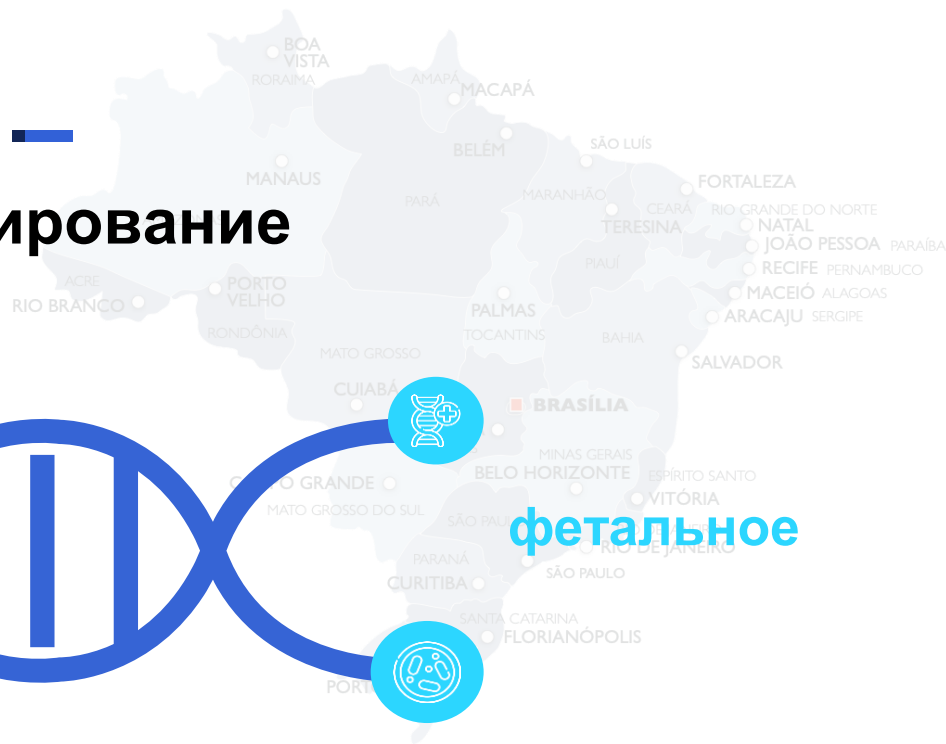 BOA
VISTA
RORAIMA
AMAPÁ
MACAPÁ
SÃO LUÍS
BELÉM
MANAUS
FORTALEZA
PARÁ
MARANHÃO
CEARÁ
RIO GRANDE DO NORTE
TERESINA
NATAL
ирование
JOÃO PESSOA PARAÍBA
PIAUÍ
RECIFE PERNAMBUCO
ACRE
PORTO
VELHO
MACEIÓ ALAGOAS
RIO BRANCO
PALMAS
ARACAJU SERGIPE
RONDÔNIA
TOCANTINS
BAHIA
MATO GROSSO
SALVADOR
CUIABÁ
BRASÍLIA
MINAS GERAIS
BELO HORIZONTE
ESPÍRITO SANTO
O GRANDE
VITÓRIA
MATO GROSSO DO SUL
фетальное
RIO DE JANEIRO
PARANÁ
SÃO PAULO
CURITIBA
SANTA CATARINA
FLORIANÓPOLIS